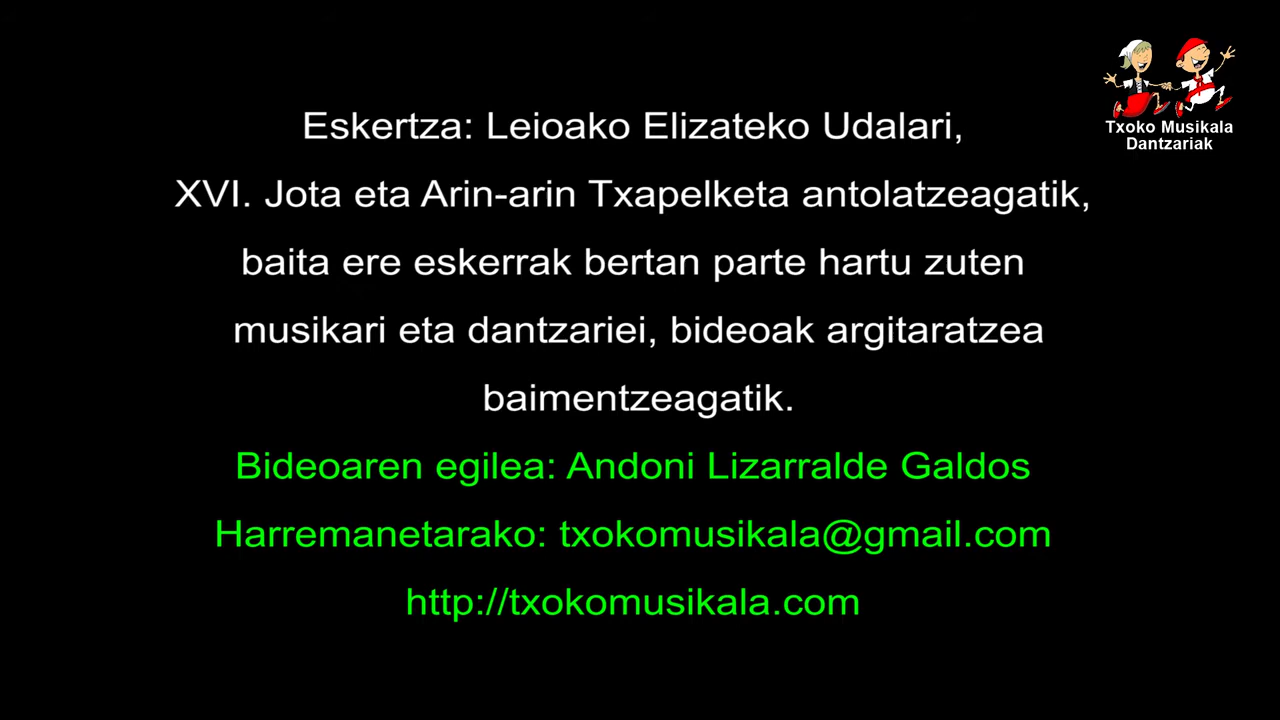 Txoko Musikala
Dantzariak
Eskertza: Leioako Elizateko Udalari,
XVI. Jota eta Arin-arin Txapelketa antolatzeagatik,
baita ere eskerrak bertan parte hartu zuten
musikari eta dantzariei, bideoak argitaratzea
baimentzeagatik.
Bideoaren egilea: Andoni Lizarralde Galdos
Harremanetarako: txokomusikala@gmail.com
http://txokomusikala.com